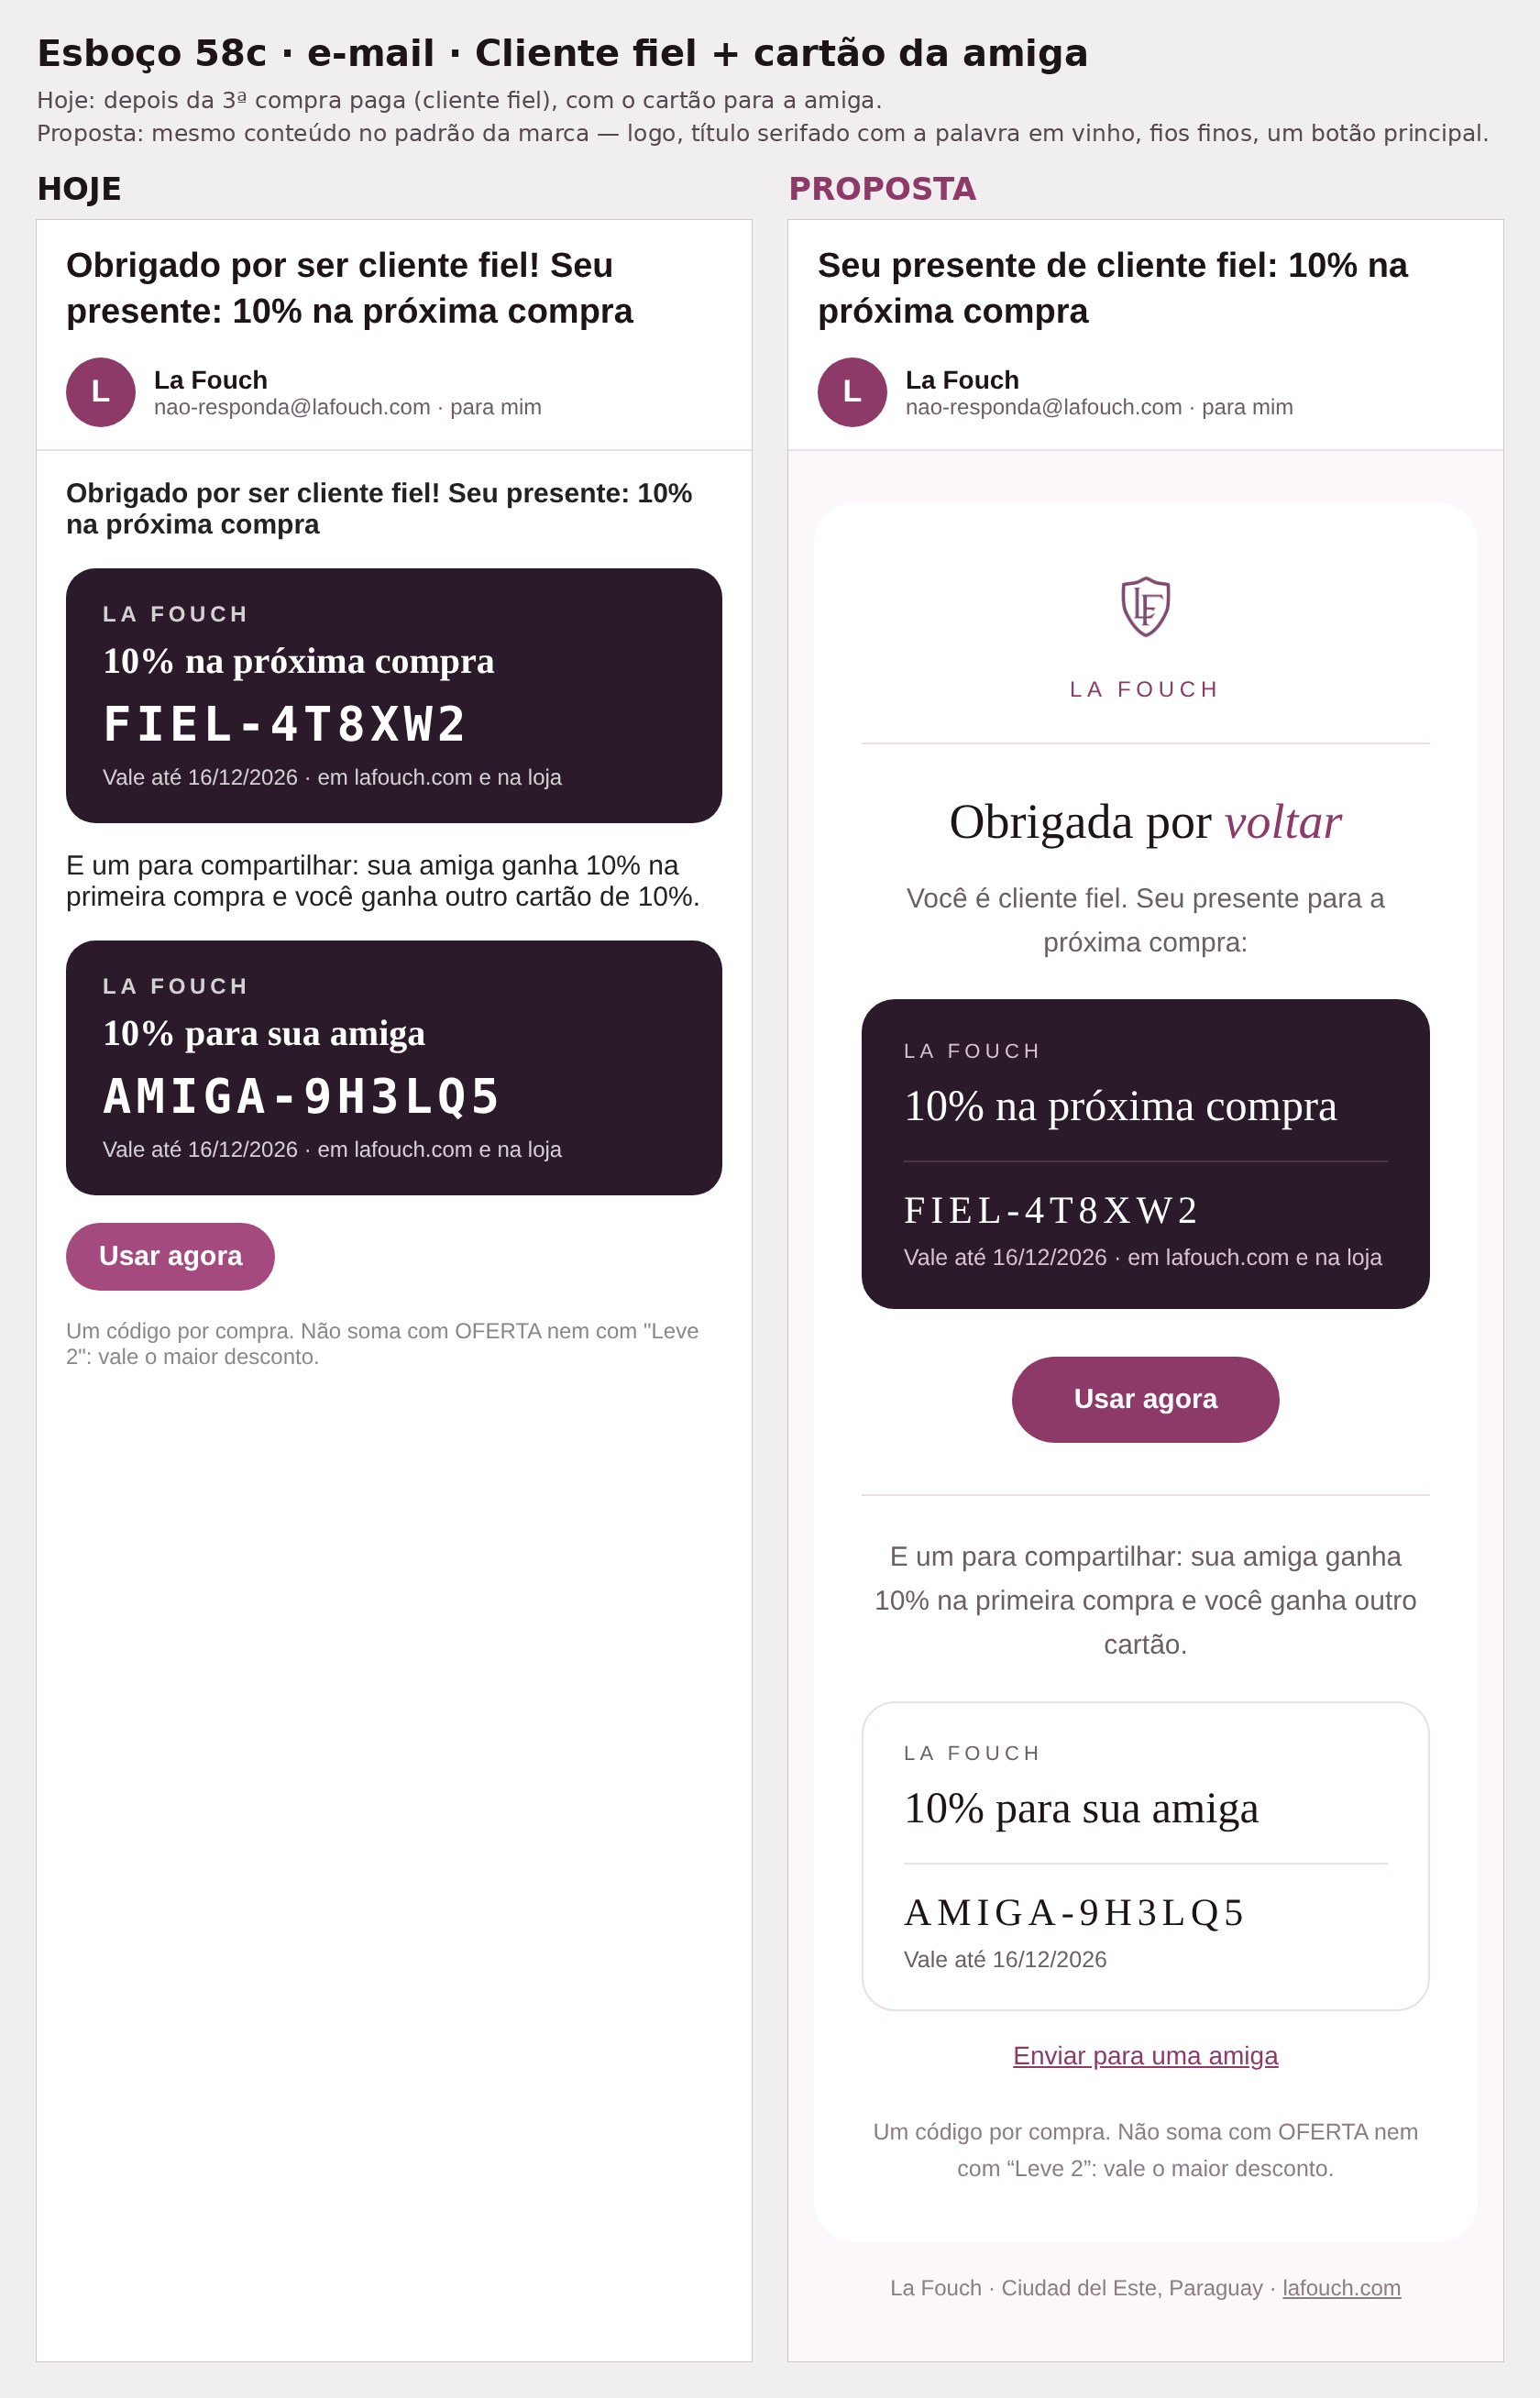 Esboço 58c · e-mail · Cliente fiel + cartão da amiga
Hoje: depois da 3ª compra paga (cliente fiel), com o cartão para a amiga.
Proposta: mesmo conteúdo no padrão da marca — logo, título serifado com a palavra em vinho, fios finos, um botão principal.
HOJE
Obrigado por ser cliente fiel! Seu
presente: 10% na próxima compra
L
La Fouch
nao-responda@lafouch.com · para mim
Obrigado por ser cliente fiel! Seu presente: 10%
na próxima compra
LA FOUCH
10% na próxima compra
FIEL-4T8XW2
Vale até 16/12/2026 · em lafouch.com e na loja
E um para compartilhar: sua amiga ganha 10% na
primeira compra e você ganha outro cartão de 10%.
LA FOUCH
10% para sua amiga
AMIGA-9H3LQ5
Vale até 16/12/2026 · em lafouch.com e na loja
Usar agora
Um código por compra. Não soma com OFERTA nem com "Leve
2": vale o maior desconto.
PROPOSTA
Seu presente de cliente fiel: 10% na
próxima compra
L
La Fouch
nao-responda@lafouch.com · para mim
LF
LA FOUCH
Obrigada por voltar
Você é cliente fiel. Seu presente para a
próxima compra:
LA FOUCH
10% na próxima compra
FIEL-4T8XW2
Vale até 16/12/2026 · em lafouch.com e na loja
Usar agora
E um para compartilhar: sua amiga ganha
10% na primeira compra e você ganha outro
cartão.
LA FOUCH
10% para sua amiga
AMIGA-9H3LQ5
Vale até 16/12/2026
Enviar para uma amiga
Um código por compra. Não soma com OFERTA nem
com “Leve 2”: vale o maior desconto.
La Fouch · Ciudad del Este, Paraguay · lafouch.com